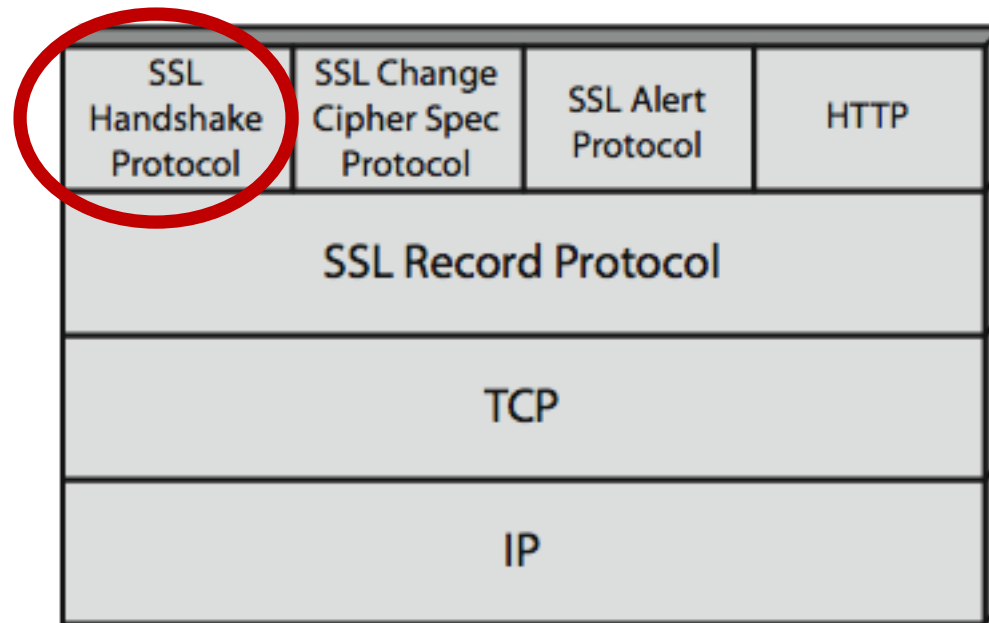 SSL
Handshake
Protocol
SSL Change
Cipher Spec
Protocol
SSL Alert
Protocol
HTTP
SSL Record Protocol
TCP
IP